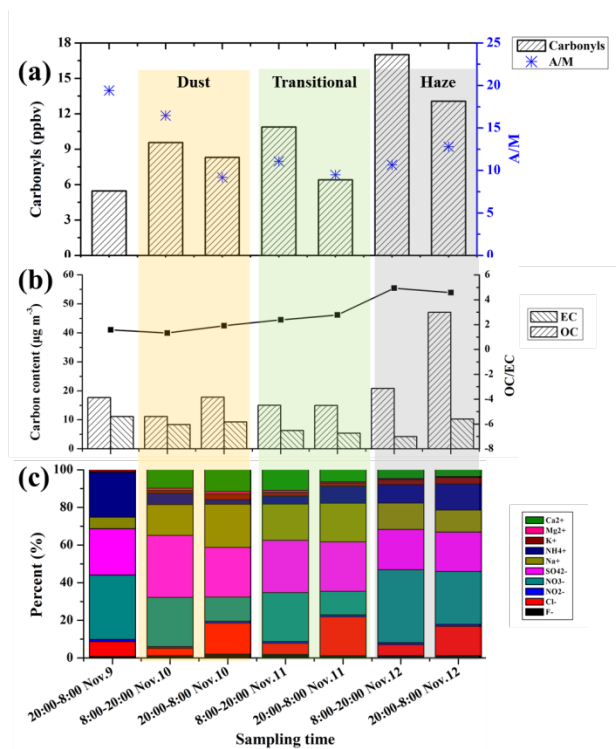 (a)
Dust
Transitional
Haze
Carbonyls
A/M
18
15
12
9
6
3
0
Carbonyls (ppbv)
25
20
15
10
5
0
A/M
(b)
60
50
40
30
20
10
0
Carbon content (μg m-3)
6
4
2
0
-2
-4
-6
-8
OC/EC
EC
OC
(c)
100
80
60
40
20
0
Percent (%)
Ca2+
Mg2+
K+
NH4+
Na+
SO42-
NO3-
NO2-
Cl-
F-
20:00-8:00 Nov.9
8:00-20:00 Nov.10
20:00-8:00 Nov.10
8:00-20:00 Nov.11
20:00-8:00 Nov.11
8:00-20:00 Nov.12
20:00-8:00 Nov.12
Sampling time